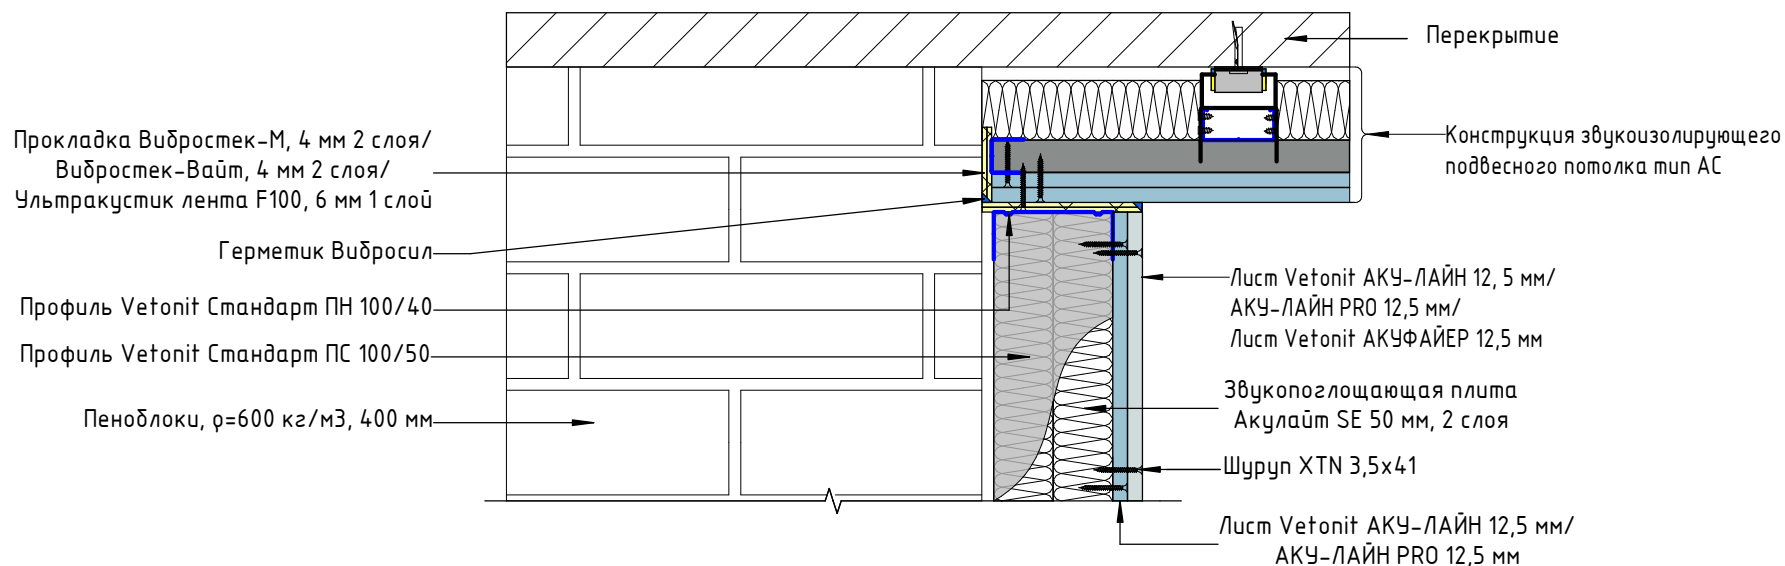 Прокладка Вибростек-М, 4 мм 2 слоя/
Вибростек-Вайт, 4 мм 2 слоя/
Ультракустик лента F100, 6 мм 1 слой
Герметик Вибросил
Профиль Vetonit Стандарт ПН 100/40
Профиль Vetonit Стандарт ПС 100/50
Пеноблоки, ρ=600 кг/м3, 400 мм
Перекрытие
Конструкция звукоизолирующего
подвесного потолка тип АС
Лист Vetonit АКУ-ЛАЙН 12, 5 мм/
АКУ-ЛАЙН PRO 12,5 мм/
Лист Vetonit АКУФАЙЕР 12,5 мм
Звукопоглощающая плита
Акулайт SE 50 мм, 2 слоя
Шуруп XTN 3,5x41
Лист Vetonit АКУ-ЛАЙН 12,5 мм/
АКУ-ЛАЙН PRO 12,5 мм